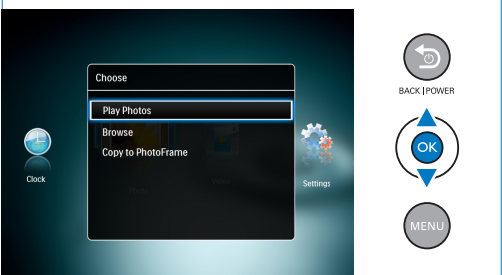 Choose
Play Photos
Browse
Copy to PhotoFrame
Clock
Settings
BACK | POWER
OK
MENU